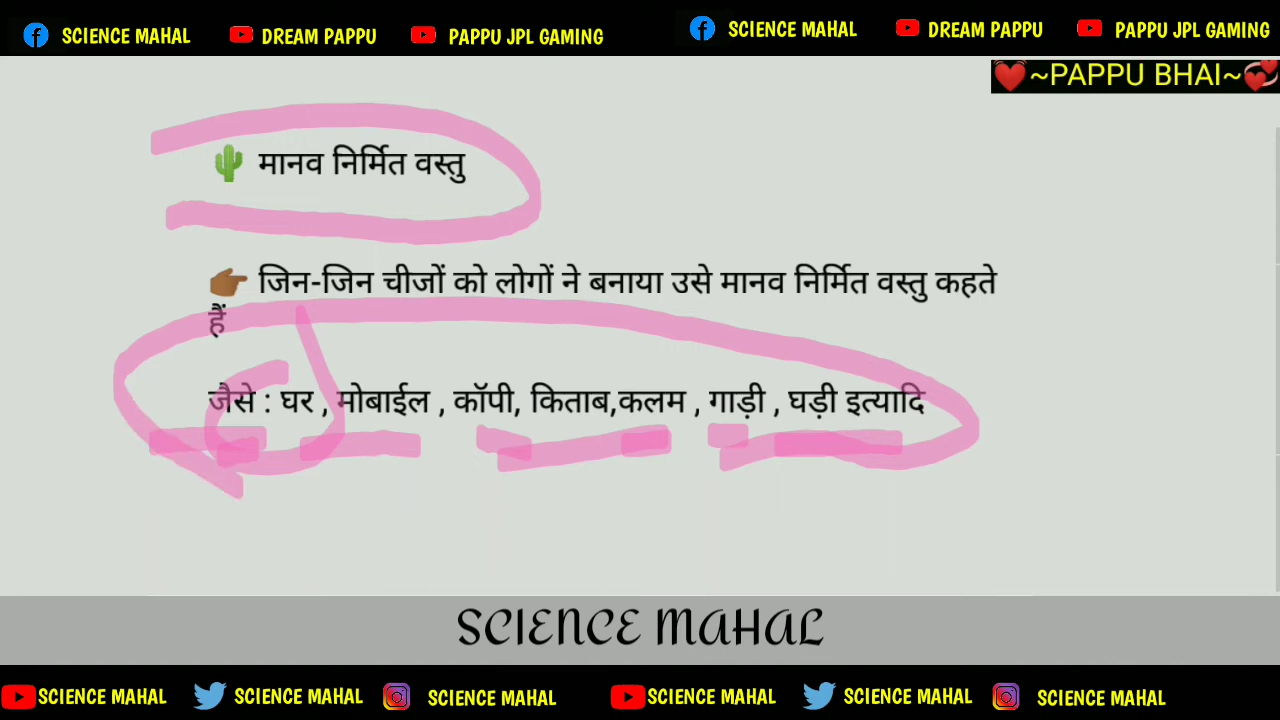 SCIENCE MAHAL DREAM PAPPU PAPPU JPL GAMING SCIENCE MAHAL DREAM PAPPU PAPPU JPL GAMING
~PAPPU BHAI~
मानव निर्मित वस्तु
जिन-जिन चीजों को लोगों ने बनाया उसे मानव निर्मित वस्तु कहते
हैं
जैसे : घर , मोबाईल , कॉपी, किताब,कलम , गाड़ी , घड़ी इत्यादि
SCIENCE MAHAL
SCIENCE MAHAL SCIENCE MAHAL SCIENCE MAHAL SCIENCE MAHAL SCIENCE MAHAL SCIENCE MAHAL